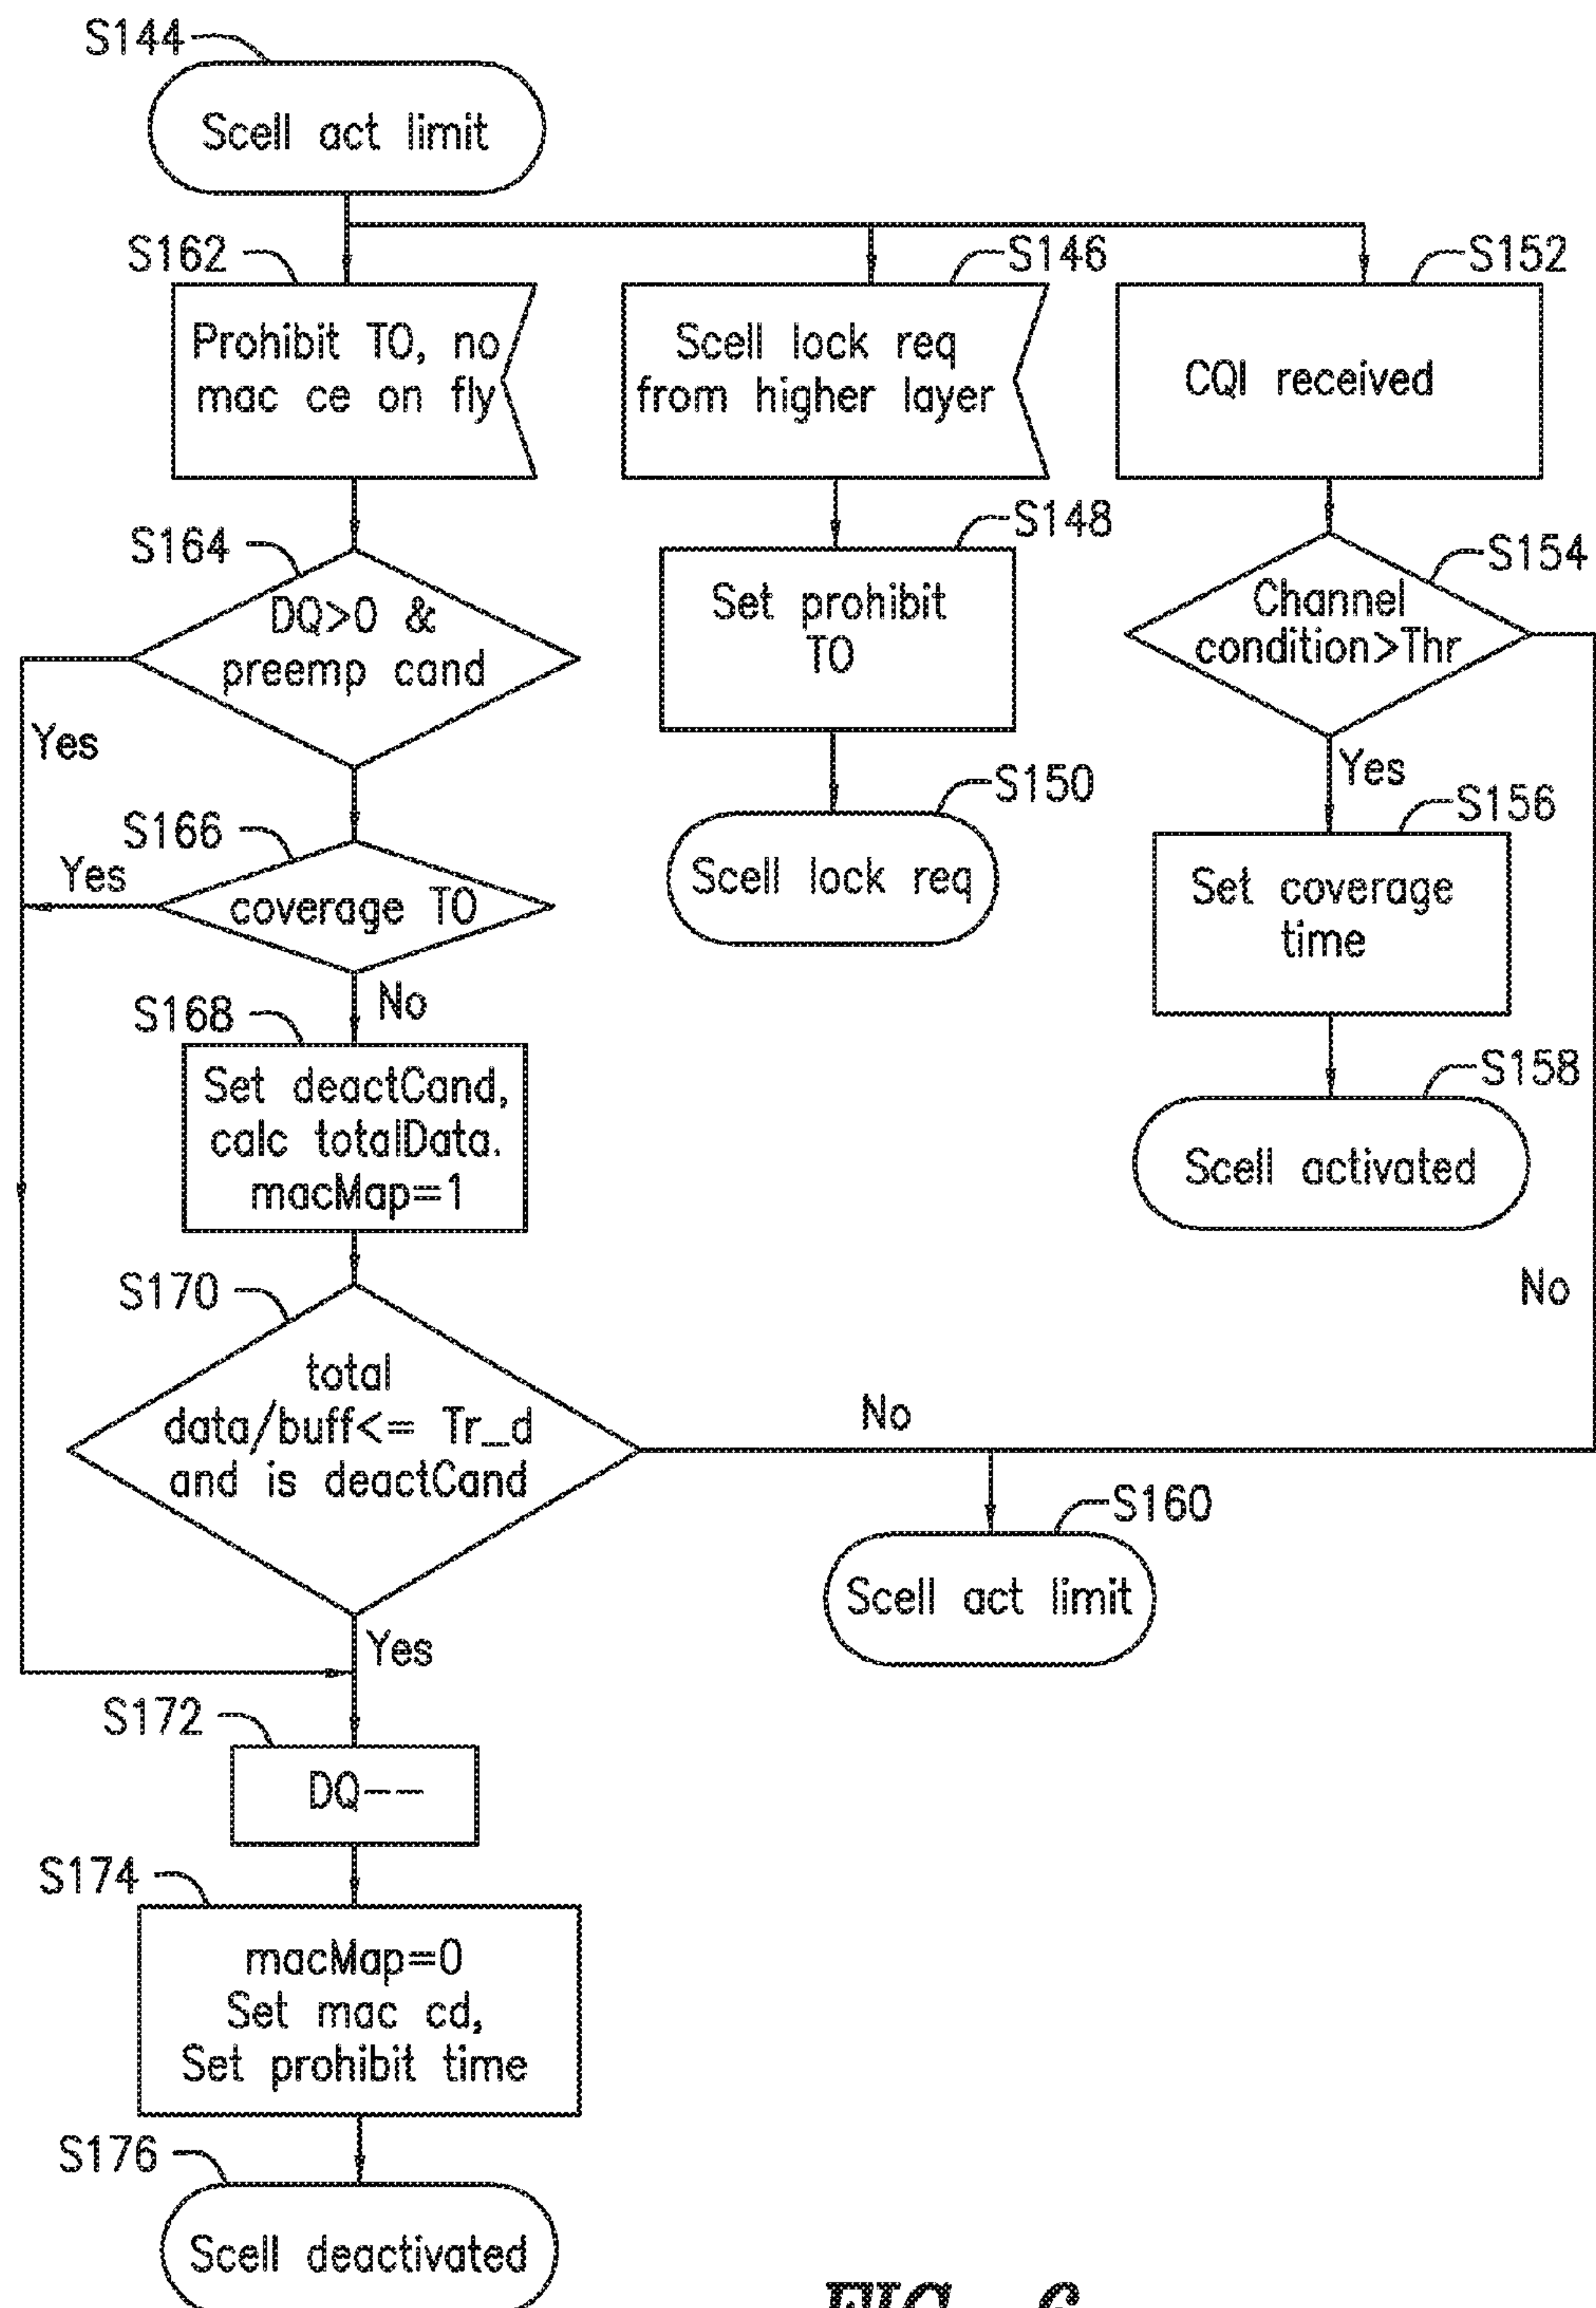 S144
Scell act limit
S162
Prohibit TO, no
mac ce on fly
S146
Scell lock req
from higher layer
S152
CQI received
S164
DQ>0 &
preemp cand
Yes
S148
Set prohibit
TO
S154
Channel
condition>Thr
Yes
No
S166
coverage TO
Yes
No
S150
Scell lock req
S156
Set coverage
time
S168
Set deactCand,
calc totalData.
macMap=1
S158
Scell activated
S170
total
data/buff<= Tr_d
and is deactCand
No
Yes
S160
Scell act limit
S172
DQ--
S174
macMap=0
Set mac cd,
Set prohibit time
S176
Scell deactivated
FIG. 6